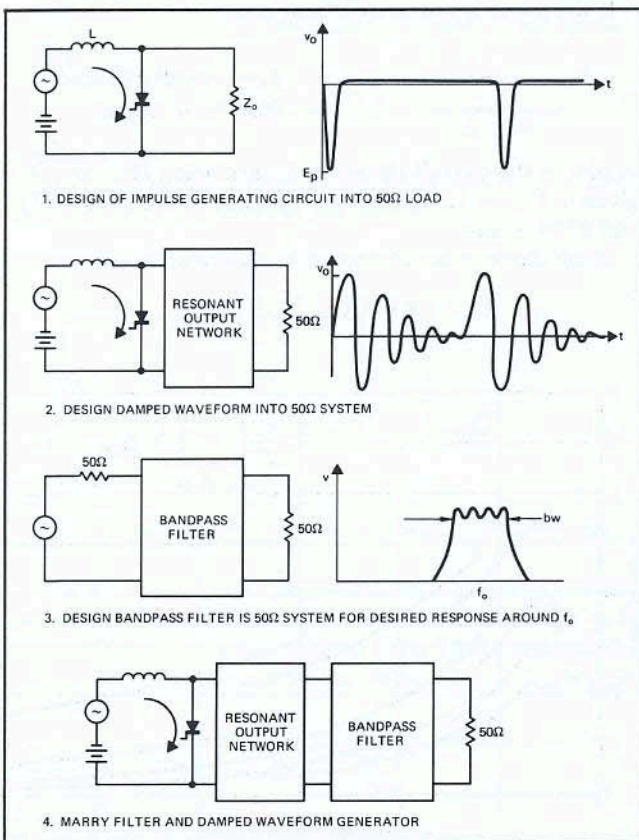 L
Z₀
v₀
t
Eₚ
1. DESIGN OF IMPULSE GENERATING CIRCUIT INTO 50Ω LOAD
RESONANT
OUTPUT
NETWORK
50Ω
v₀
t
2. DESIGN DAMPED WAVEFORM INTO 50Ω SYSTEM
50Ω
BANDPASS
FILTER
50Ω
v
bw
f₀
3. DESIGN BANDPASS FILTER IS 50Ω SYSTEM FOR DESIRED RESPONSE AROUND f₀
RESONANT
OUTPUT
NETWORK
BANDPASS
FILTER
50Ω
4. MARRY FILTER AND DAMPED WAVEFORM GENERATOR